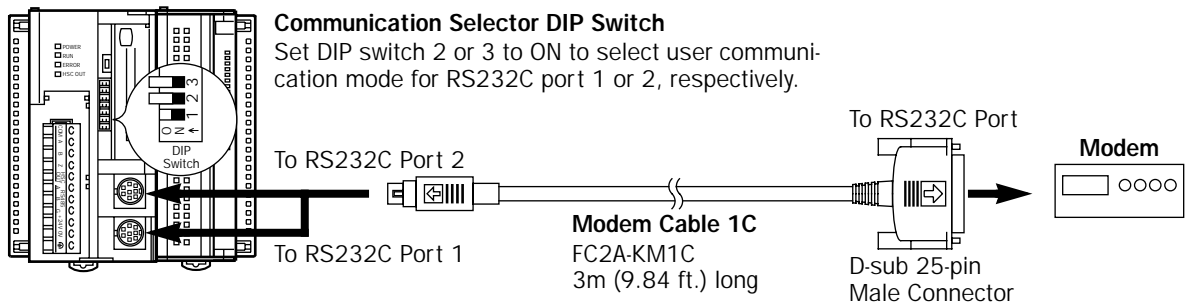 Communication Selector DIP Switch
Set DIP switch 2 or 3 to ON to select user communi-
cation mode for RS232C port 1 or 2, respectively.
POWER
RUN
ERROR
HSC OUT
1 2 3
ON
DIP
Switch
To RS232C Port 2
To RS232C Port 1
To RS232C Port
Modem
Modem Cable 1C
FC2A-KM1C
3m (9.84 ft.) long
D-sub 25-pin
Male Connector